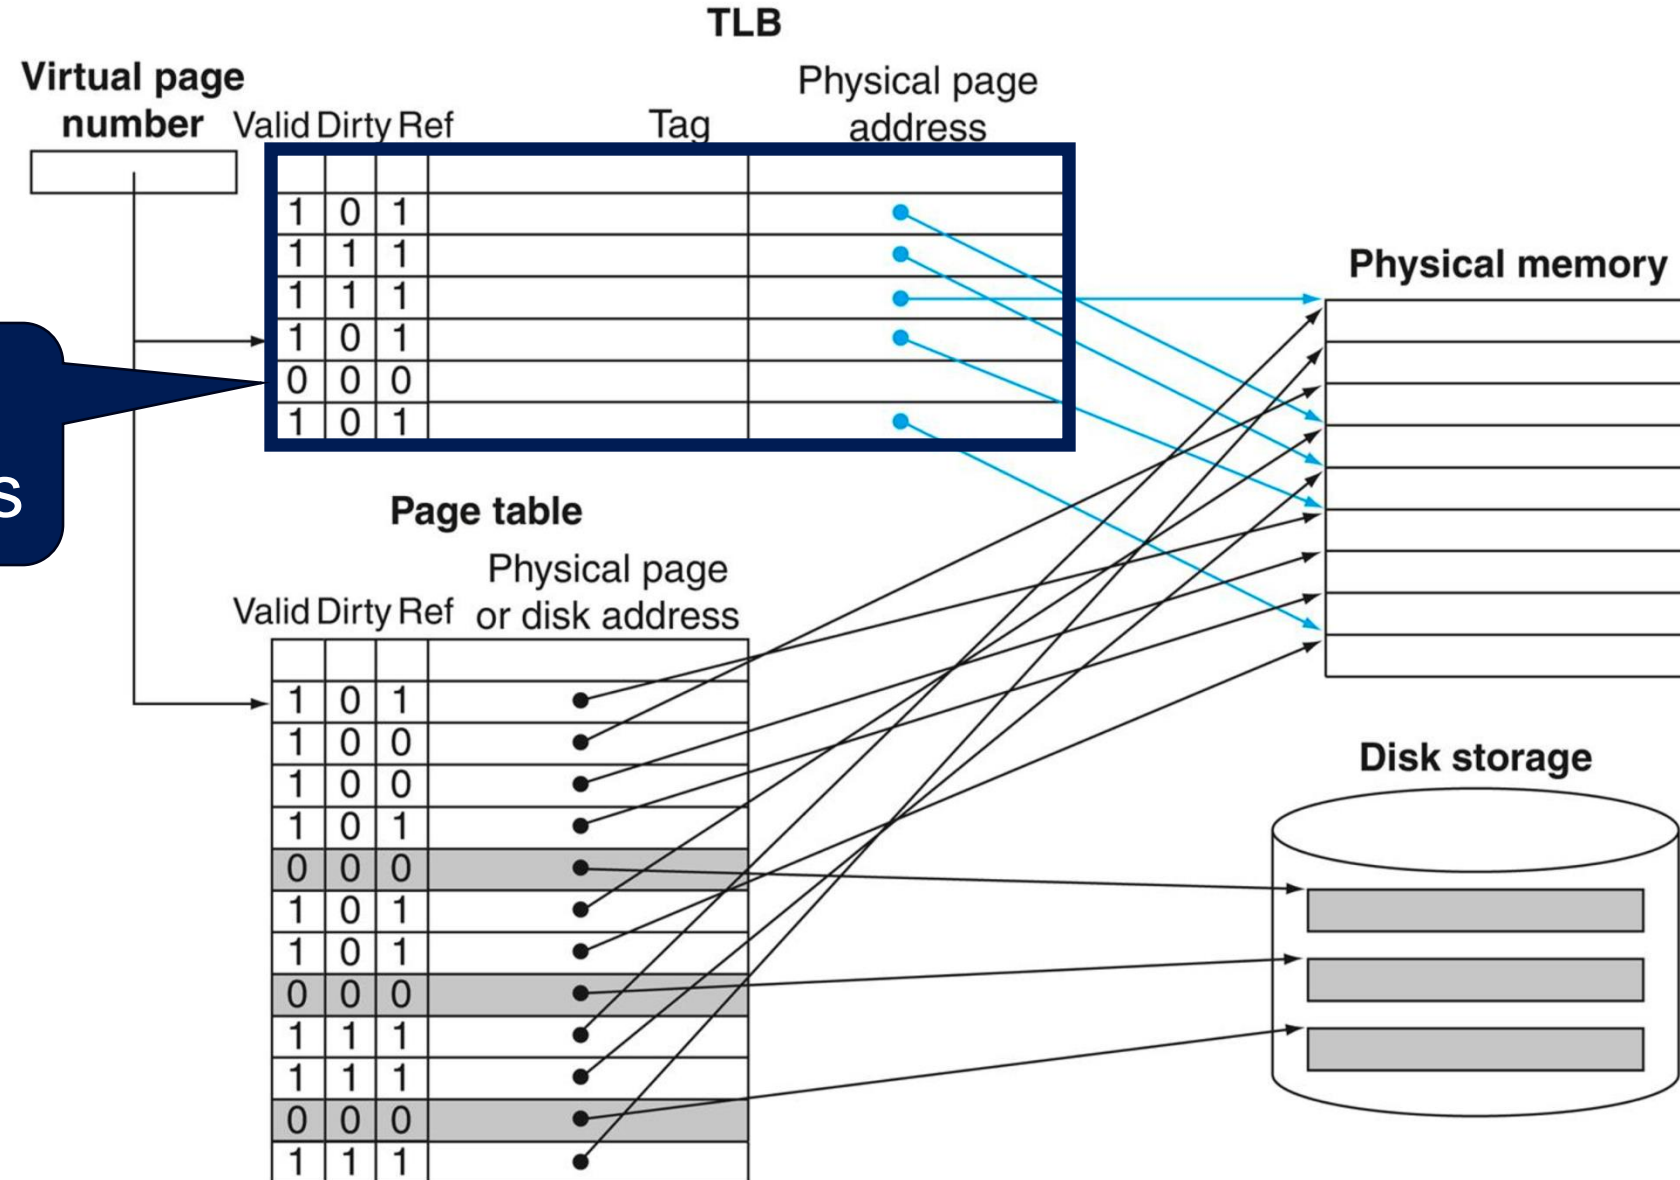 TLB
Virtual page
number
Valid Dirty Ref
Tag
Physical page
address
1 0 1
1 1 1
1 1 1
1 0 1
0 0 0
1 0 1
Physical memory
s
Page table
Physical page
or disk address
Valid Dirty Ref
1 0 1
1 0 0
1 0 0
1 0 1
0 0 0
1 0 1
1 0 1
0 0 0
1 1 1
1 1 1
0 0 0
1 1 1
Disk storage